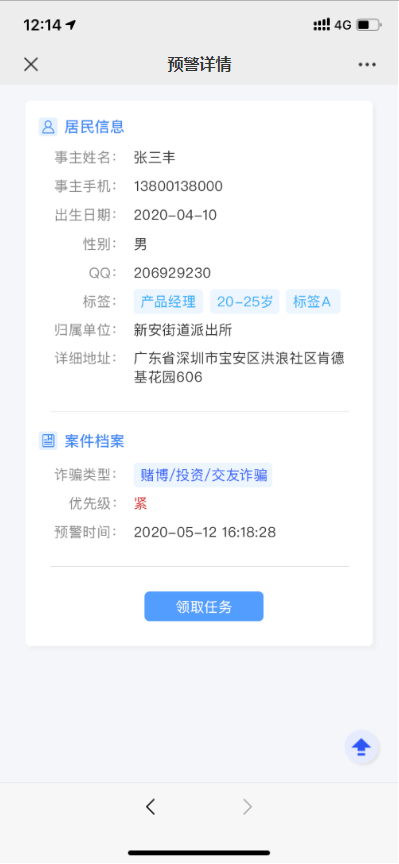 12:14
4G
预警详情
居民信息
事主姓名： 张三丰
事主手机： 13800138000
出生日期： 2020-04-10
性别： 男
QQ： 206929230
标签： 产品经理 20-25岁 标签A
归属单位： 新安街道派出所
详细地址： 广东省深圳市宝安区洪浪社区肯德
基花园606
案件档案
诈骗类型： 赌博/投资/交友诈骗
优先级： 紧
预警时间： 2020-05-12 16:18:28
领取任务